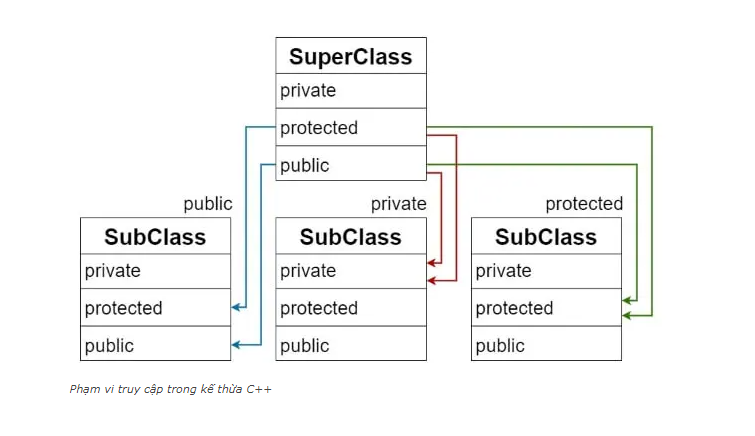 SuperClass
private
protected
public
public
private
protected
SubClass
SubClass
SubClass
private
private
private
protected
protected
protected
public
public
public
Phạm vi truy cập trong kế thừa C++